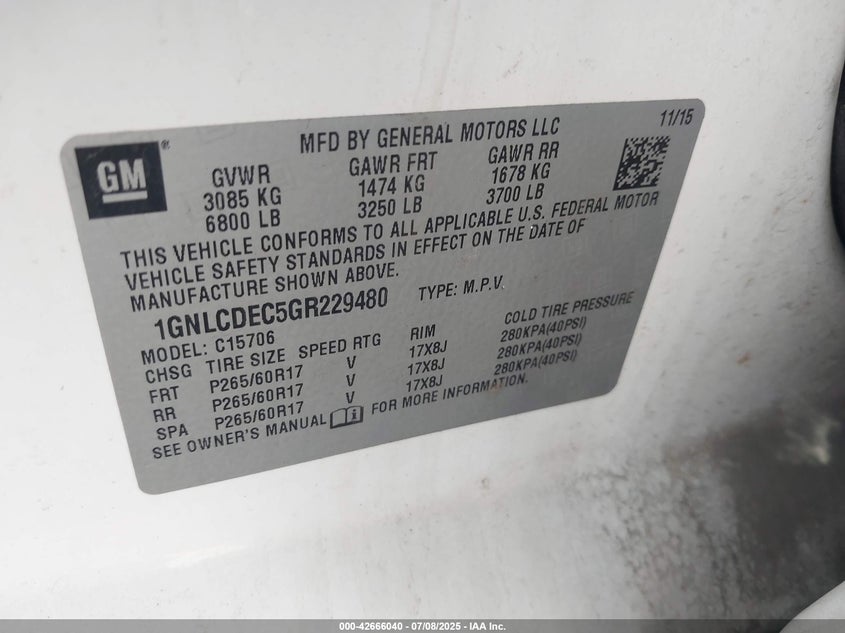 GM ®
MFD BY GENERAL MOTORS LLC 11/15
GVWR GAWR FRT GAWR RR
3085 KG 1474 KG 1678 KG
6800 LB 3250 LB 3700 LB
THIS VEHICLE CONFORMS TO ALL APPLICABLE U.S. FEDERAL MOTOR
VEHICLE SAFETY STANDARDS IN EFFECT ON THE DATE OF
MANUFACTURE SHOWN ABOVE.
1GNLCDEC5GR229480 TYPE: M.P.V.
MODEL: C15706
CHSG TIRE SIZE SPEED RTG RIM COLD TIRE PRESSURE
FRT P265/60R17 V 17X8J 280KPA(40PSI)
RR P265/60R17 V 17X8J 280KPA(40PSI)
SPA P265/60R17 V 17X8J 280KPA(40PSI)
SEE OWNER'S MANUAL FOR MORE INFORMATION.
000-42666040 - 07/08/2025 - IAA Inc.